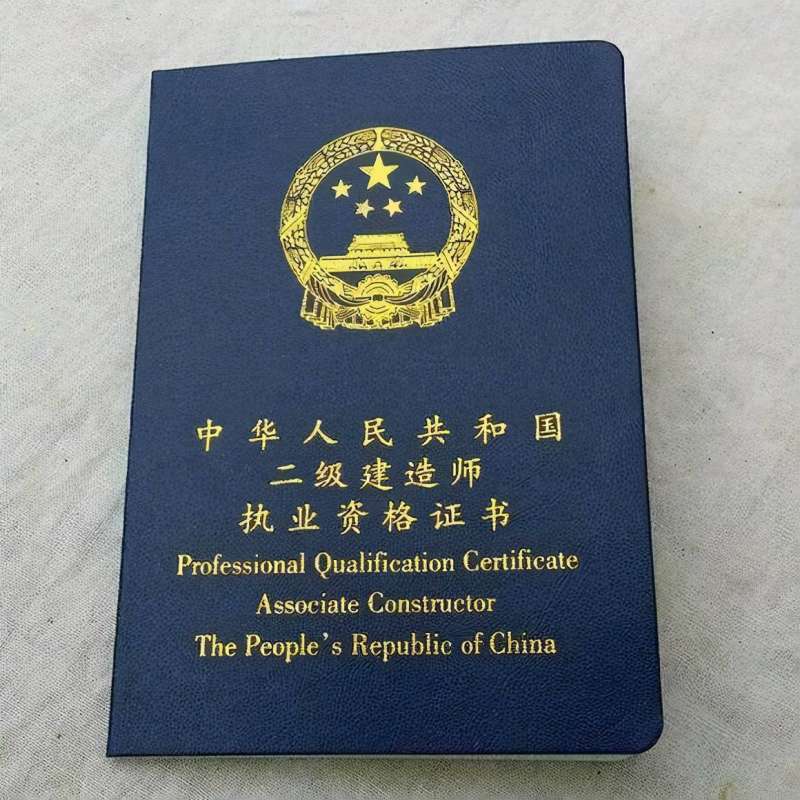 中华人民共和国
二级建造师
执业资格证书
Professional Qualification Certificate
Associate Constructor
The People's Republic of China